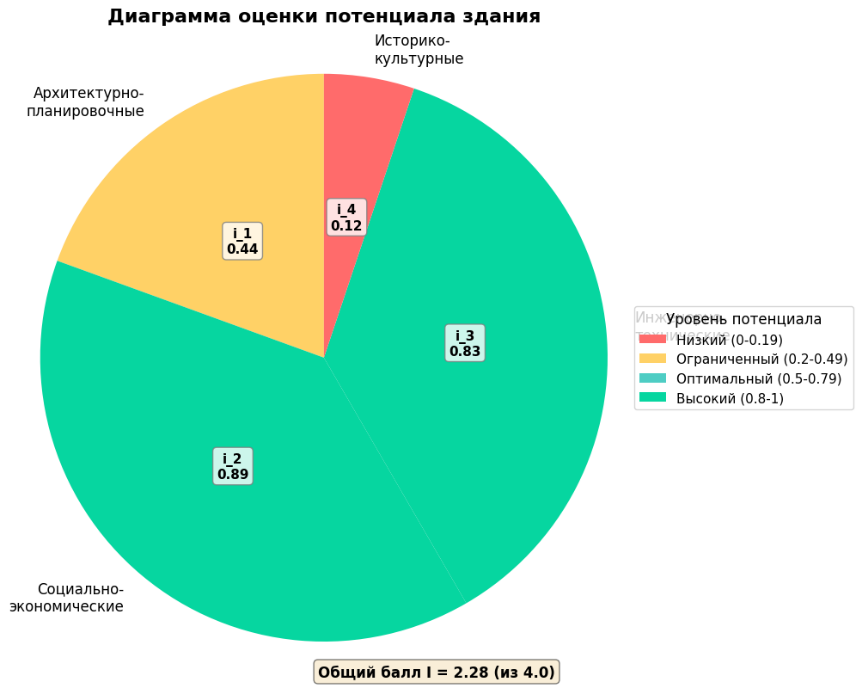 Диаграмма оценки потенциала здания
Историко-
культурные
Архитектурно-
планировочные
i_4
0.12
i_1
0.44
i_3
0.83
Уровень потенциала
Низкий (0-0.19)
Ограниченный (0.2-0.49)
Оптимальный (0.5-0.79)
Высокий (0.8-1)
i_2
0.89
Социально-
экономические
Общий балл I = 2.28 (из 4.0)